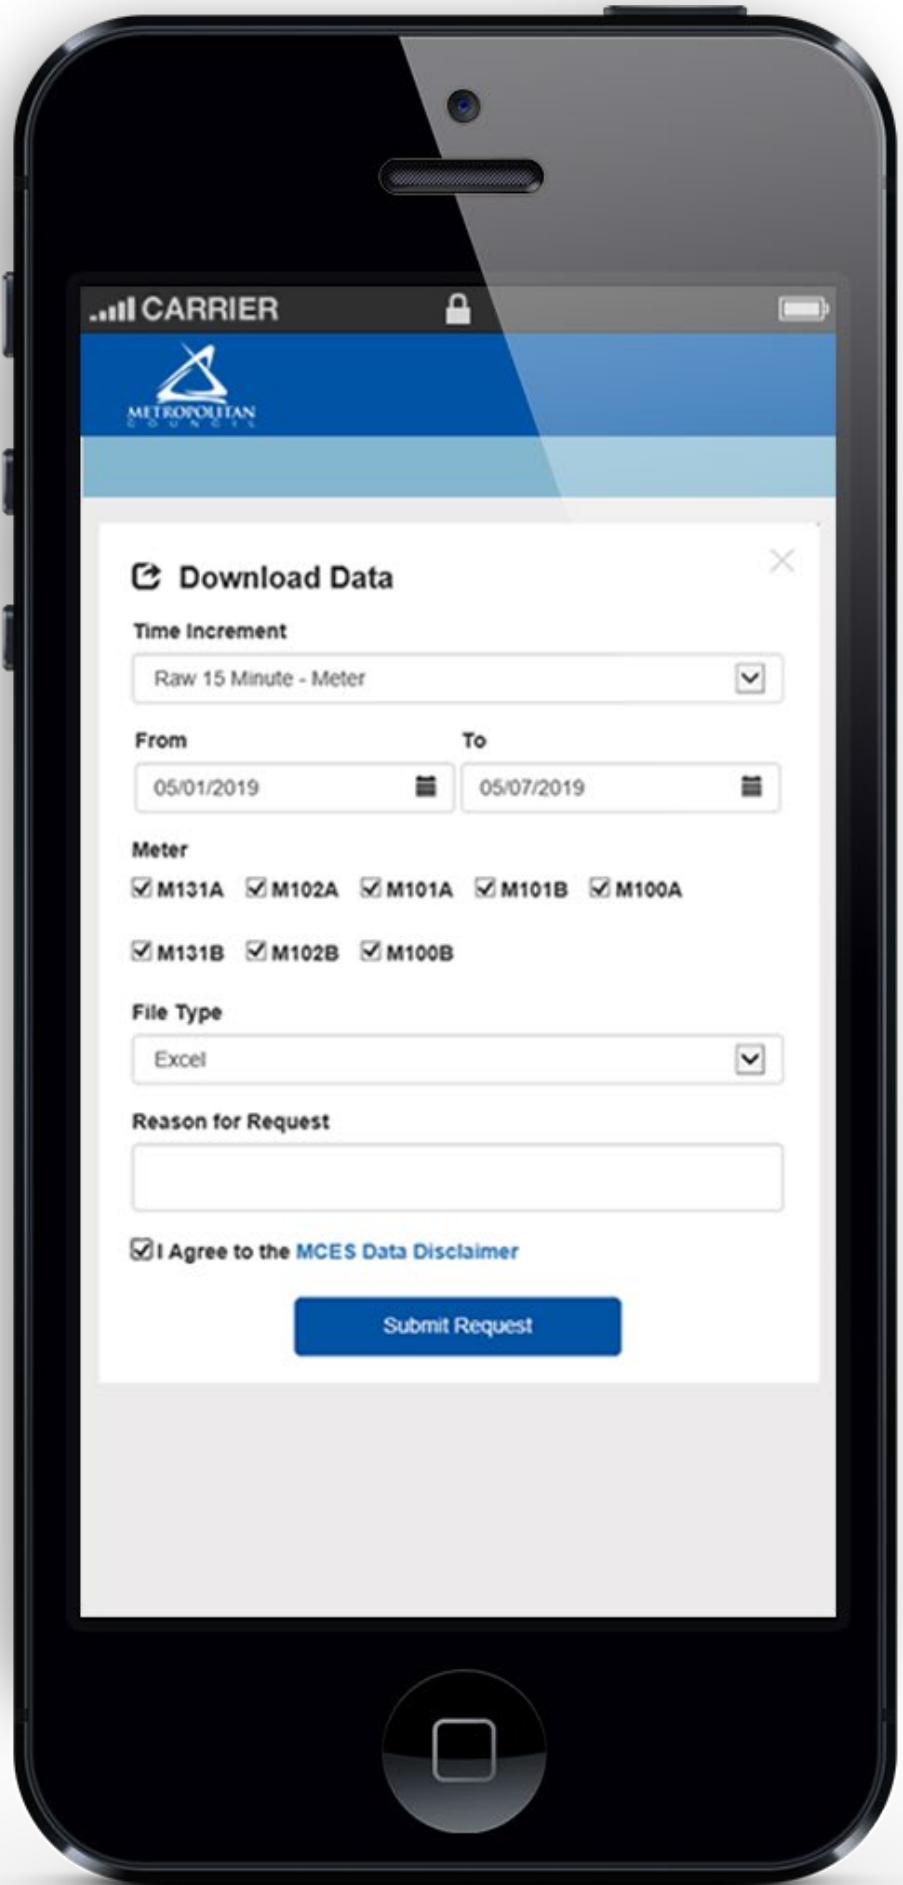 CARRIER
METROPOLITAN
COUNCIL
Download Data
Time Increment
Raw 15 Minute - Meter
From To
05/01/2019 05/07/2019
Meter
M131A M102A M101A M101B M100A
M131B M102B M100B
File Type
Excel
Reason for Request
I Agree to the MCES Data Disclaimer
Submit Request